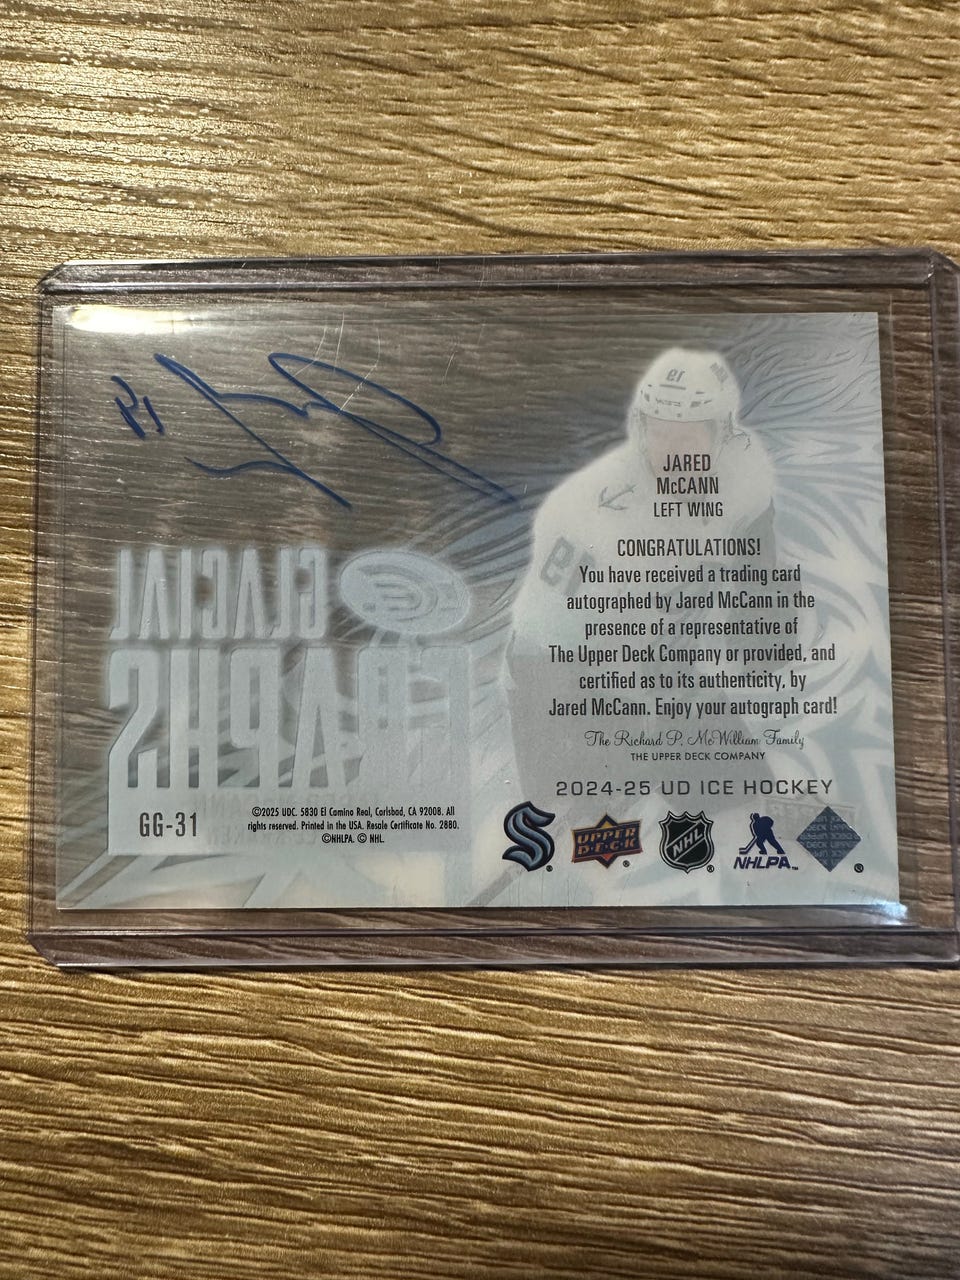 GLACIAL
GRAPHS
GG-31
©2025 UDC. 5830 El Camino Real, Carlsbad, CA 92008. All
rights reserved. Printed in the USA. Resale Certificate No. 2880.
©NHLPA. © NHL.
19
19
JARED
McCANN
LEFT WING
CONGRATULATIONS!
You have received a trading card
autographed by Jared McCann in the
presence of a representative of
The Upper Deck Company or provided, and
certified as to its authenticity, by
Jared McCann. Enjoy your autograph card!
The Richard P. McWilliam Family
THE UPPER DECK COMPANY
2024-25 UD ICE HOCKEY
UPPER
DECK
NHL
NHLPA